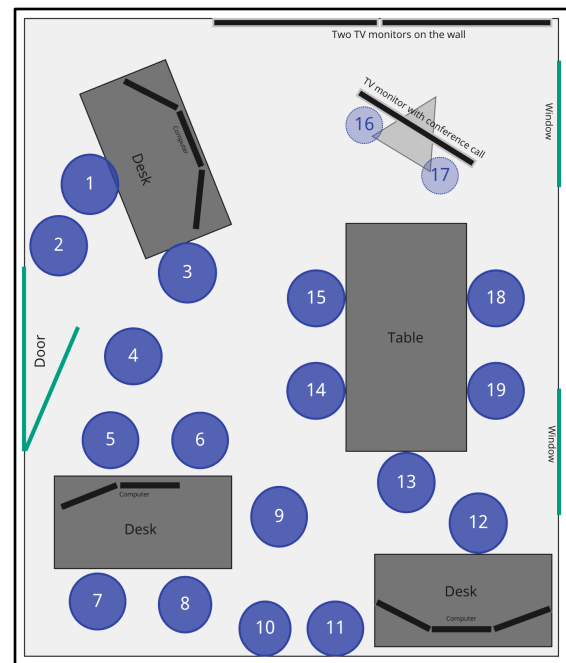 Two TV monitors on the wall
TV monitor with conference call
Window
16
17
Computer
Desk
1
2
3
15
18
Door
4
Table
14
19
5
6
Window
Computer
Desk
13
9
12
7
8
Desk
Computer
10
11